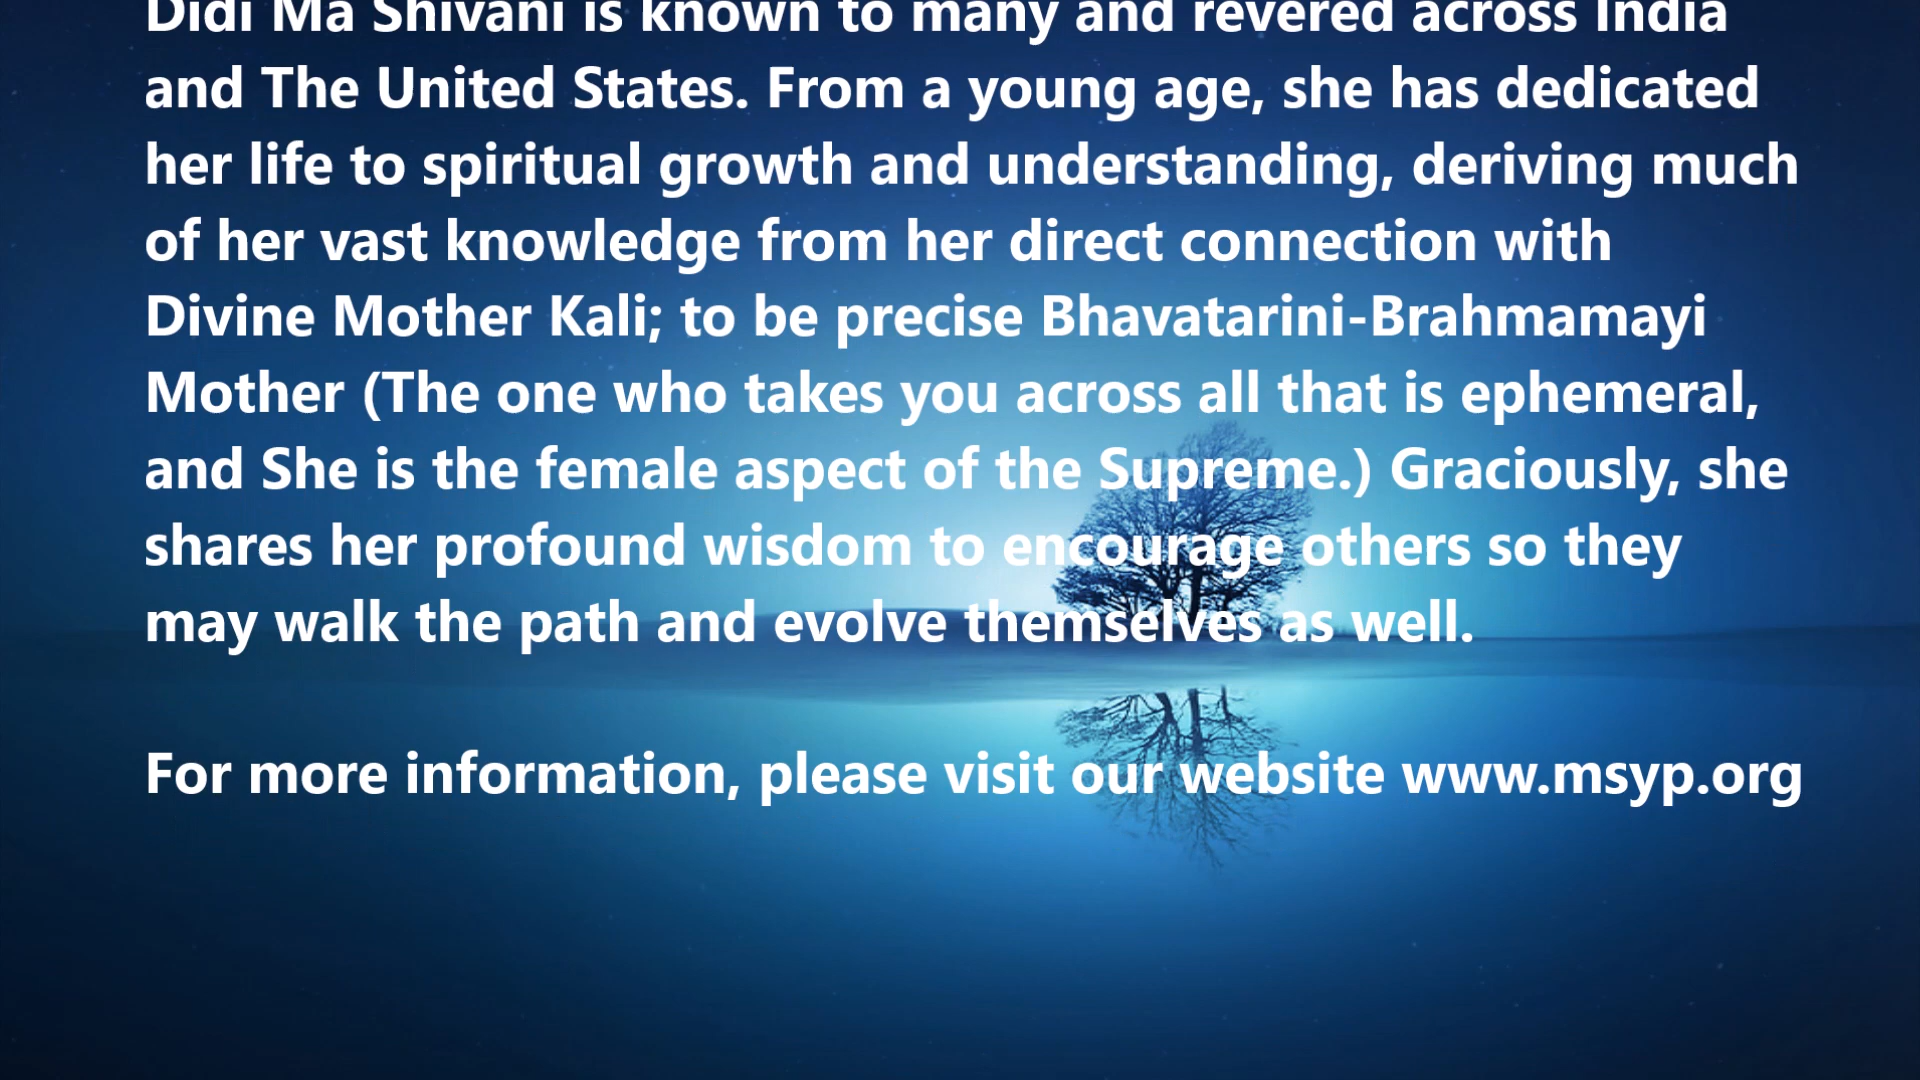 Didi Ma Shivani is known to many and revered across India
and The United States. From a young age, she has dedicated
her life to spiritual growth and understanding, deriving much
of her vast knowledge from her direct connection with
Divine Mother Kali; to be precise Bhavatarini-Brahmamayi
Mother (The one who takes you across all that is ephemeral,
and She is the female aspect of the Supreme.) Graciously, she
shares her profound wisdom to encourage others so they
may walk the path and evolve themselves as well.
For more information, please visit our website www.msyp.org